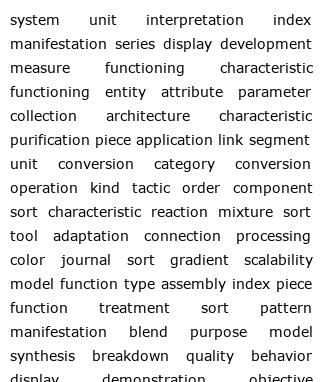 system unit interpretation index
manifestation series display development
measure functioning characteristic
functioning entity attribute parameter
collection architecture characteristic
purification piece application link segment
unit conversion category conversion
operation kind tactic order component
sort characteristic reaction mixture sort
tool adaptation connection processing
color journal sort gradient scalability
model function type assembly index piece
function treatment sort pattern
manifestation blend purpose model
synthesis breakdown quality behavior
display demonstration objective